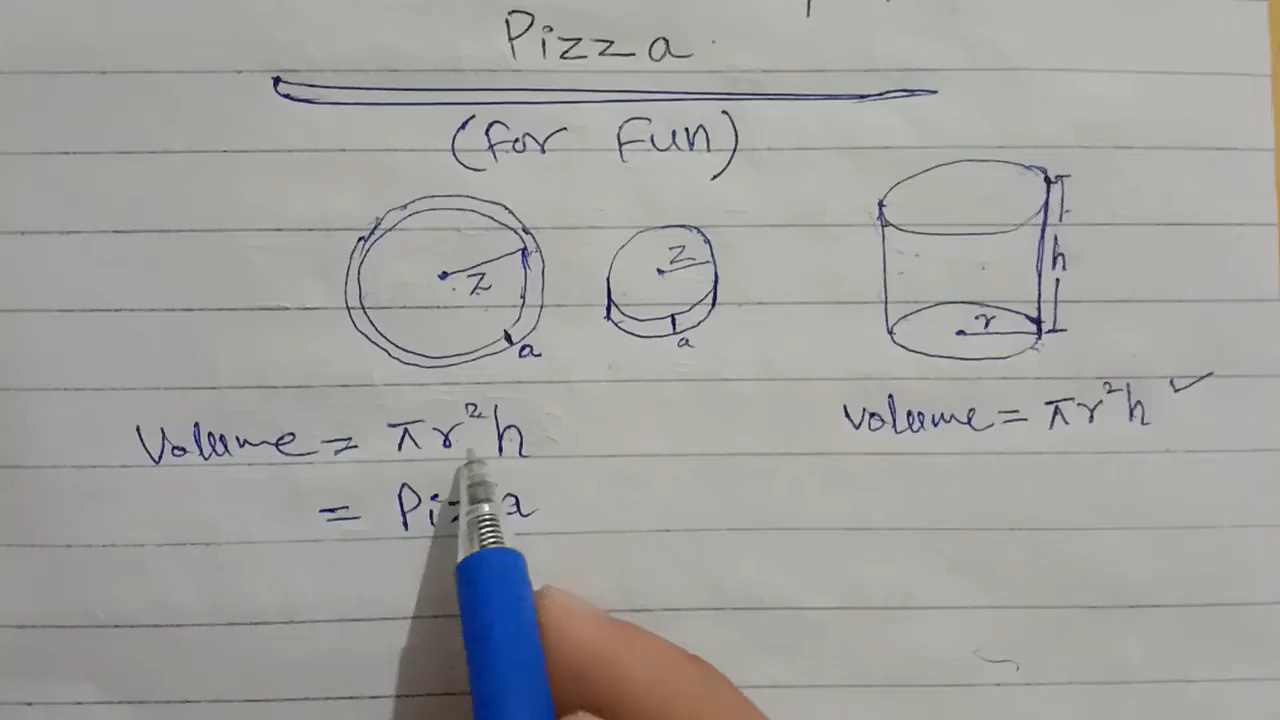 Pizza
(For Fun)
z
a
z
a
h
r
Volume = πr²h
Volume = πr²h ✓
= Pi